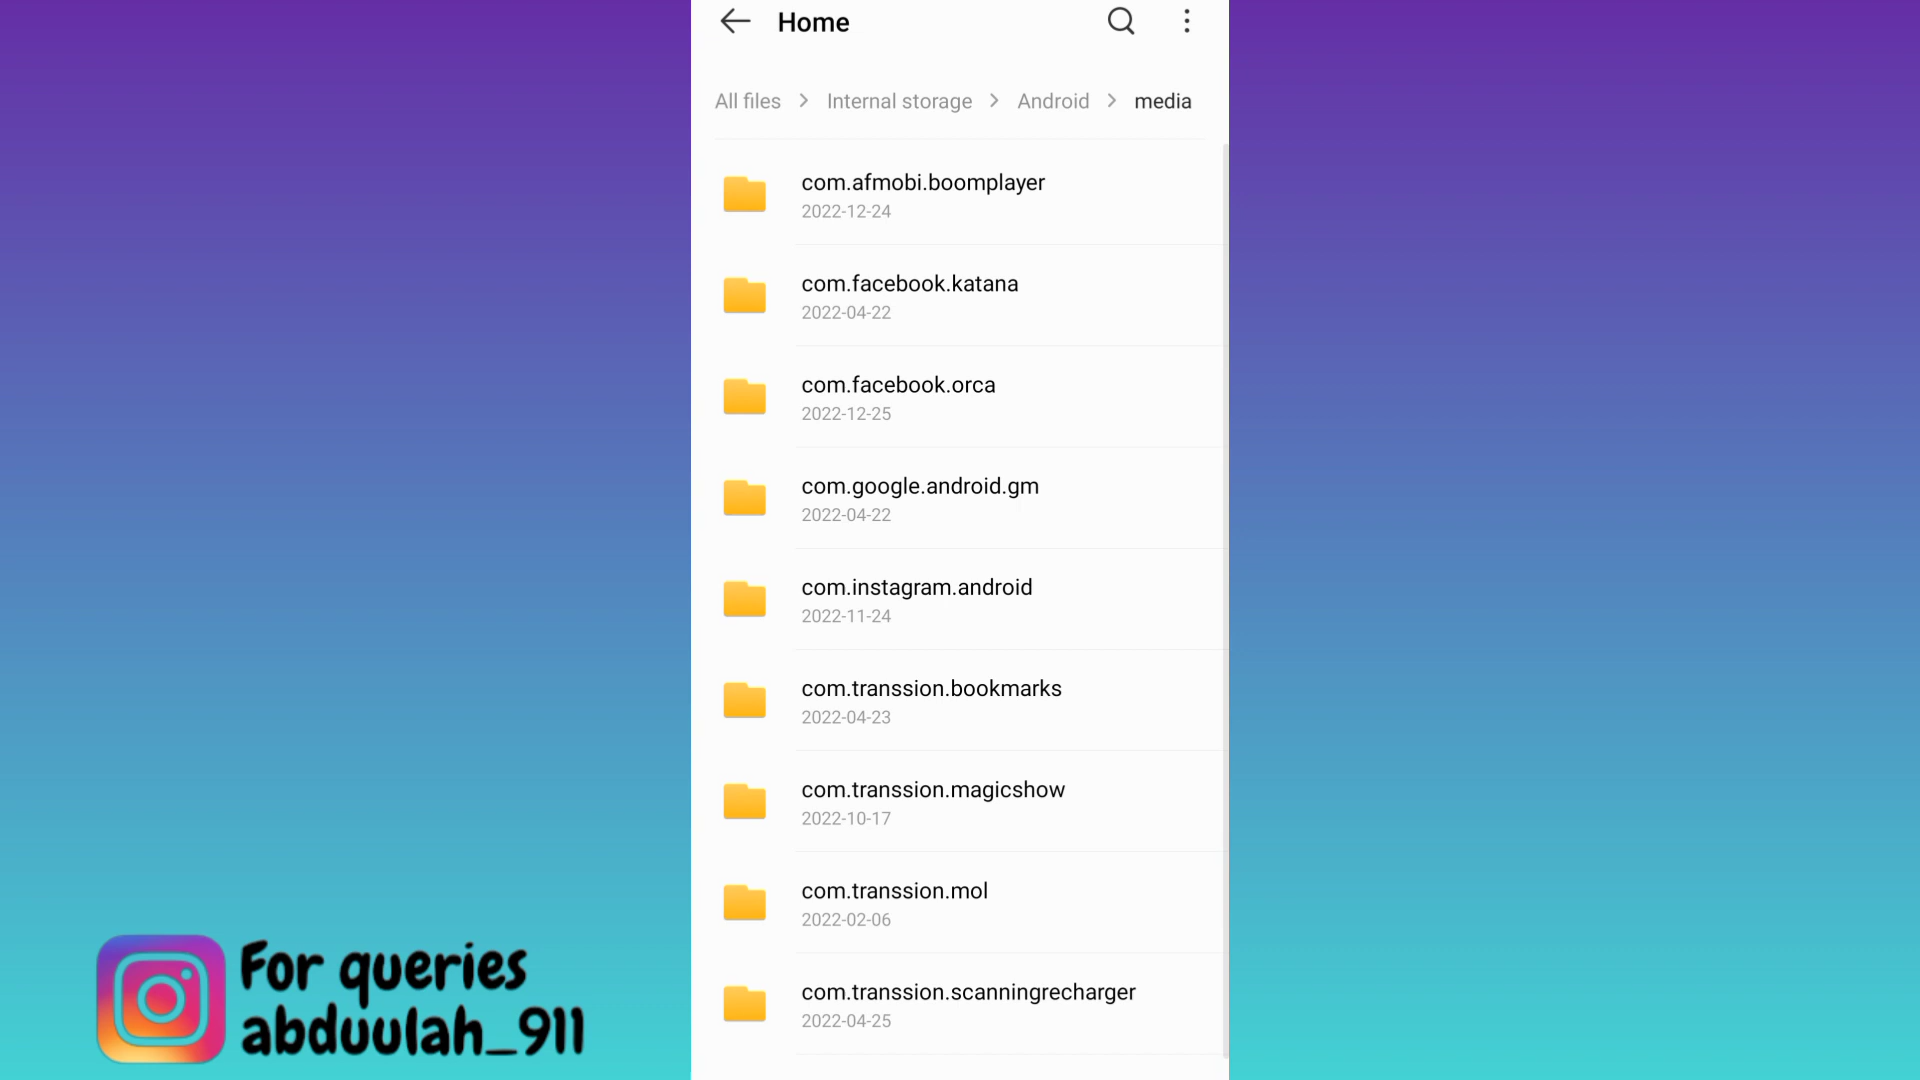 Home
All files > Internal storage > Android > media
com.afmobi.boomplayer
2022-12-24
com.facebook.katana
2022-04-22
com.facebook.orca
2022-12-25
com.google.android.gm
2022-04-22
com.instagram.android
2022-11-24
com.transsion.bookmarks
2022-04-23
com.transsion.magicshow
2022-10-17
com.transsion.mol
2022-02-06
com.transsion.scanningrecharger
2022-04-25
For queries
abduulah_911